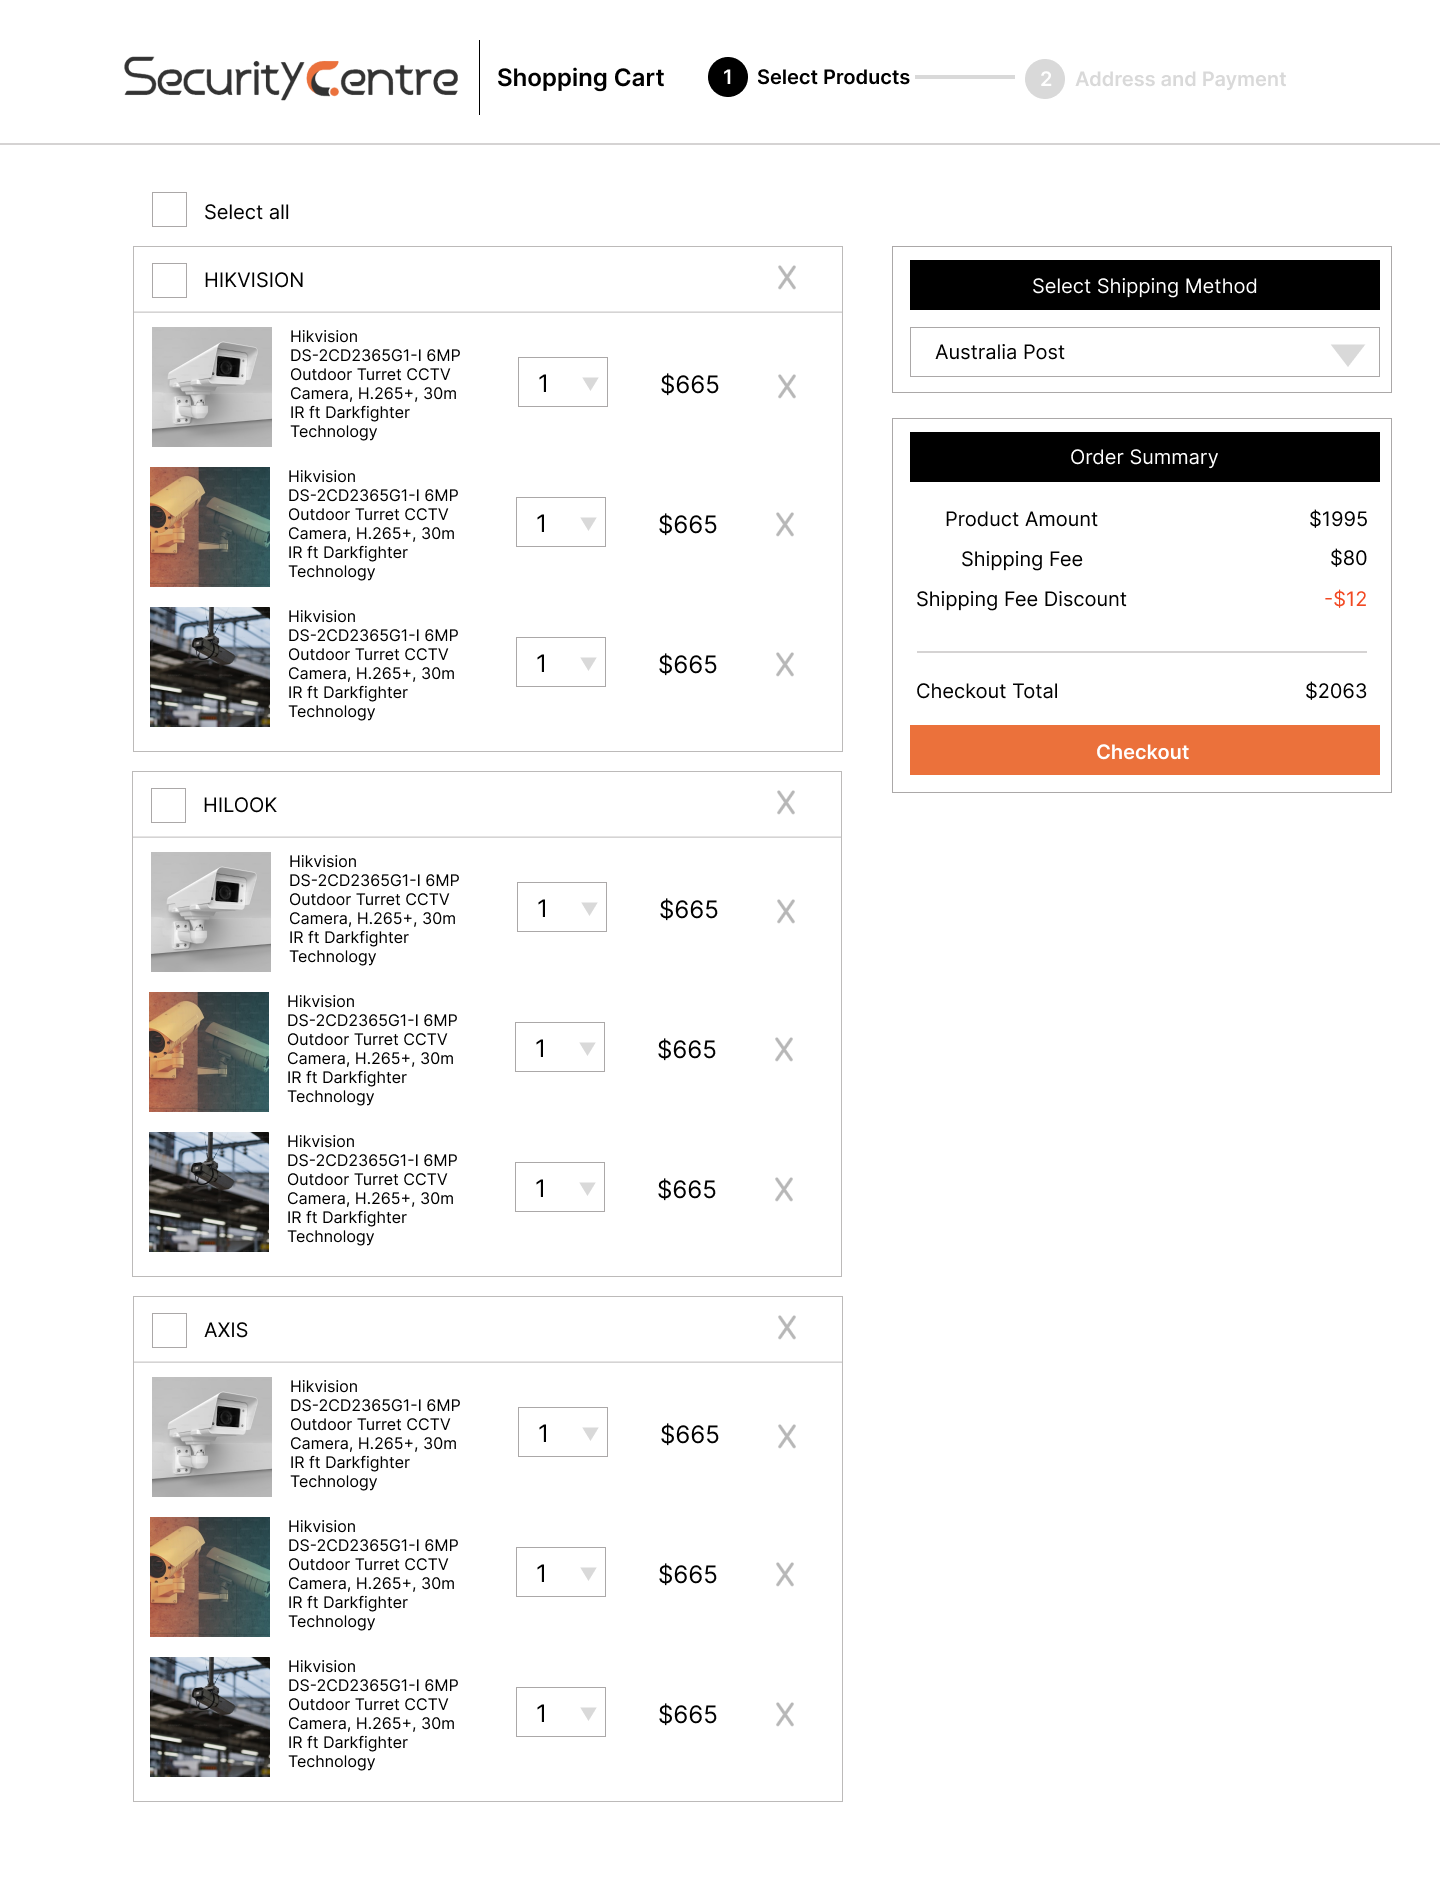 SecurityCentre
Shopping Cart
1 Select Products
2 Address and Payment
Select all
HIKVISION
X
Hikvision
DS-2CD2365G1-I 6MP
Outdoor Turret CCTV
Camera, H.265+, 30m
IR ft Darkfighter
Technology
1
$665
X
Hikvision
DS-2CD2365G1-I 6MP
Outdoor Turret CCTV
Camera, H.265+, 30m
IR ft Darkfighter
Technology
1
$665
X
Hikvision
DS-2CD2365G1-I 6MP
Outdoor Turret CCTV
Camera, H.265+, 30m
IR ft Darkfighter
Technology
1
$665
X
HILOOK
X
Hikvision
DS-2CD2365G1-I 6MP
Outdoor Turret CCTV
Camera, H.265+, 30m
IR ft Darkfighter
Technology
1
$665
X
Hikvision
DS-2CD2365G1-I 6MP
Outdoor Turret CCTV
Camera, H.265+, 30m
IR ft Darkfighter
Technology
1
$665
X
Hikvision
DS-2CD2365G1-I 6MP
Outdoor Turret CCTV
Camera, H.265+, 30m
IR ft Darkfighter
Technology
1
$665
X
AXIS
X
Hikvision
DS-2CD2365G1-I 6MP
Outdoor Turret CCTV
Camera, H.265+, 30m
IR ft Darkfighter
Technology
1
$665
X
Hikvision
DS-2CD2365G1-I 6MP
Outdoor Turret CCTV
Camera, H.265+, 30m
IR ft Darkfighter
Technology
1
$665
X
Hikvision
DS-2CD2365G1-I 6MP
Outdoor Turret CCTV
Camera, H.265+, 30m
IR ft Darkfighter
Technology
1
$665
X
Select Shipping Method
Australia Post
Order Summary
Product Amount $1995
Shipping Fee $80
Shipping Fee Discount -$12
Checkout Total $2063
Checkout